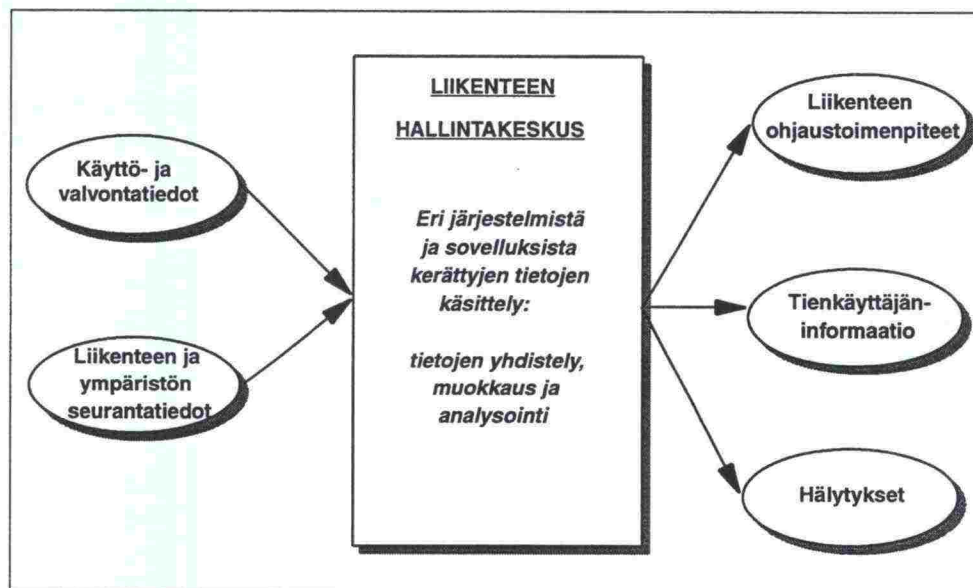 Käyttö- ja
valvontatiedot
Liikenteen ja
ympäristön
seurantatiedot
LIIKENTEEN
HALLINTAKESKUS
Eri järjestelmistä
ja sovelluksista
kerättyjen tietojen
käsittely:
tietojen yhdistely,
muokkaus ja
analysointi
Liikenteen
ohjaustoimenpiteet
Tienkäyttäjän-
informaatio
Hälytykset